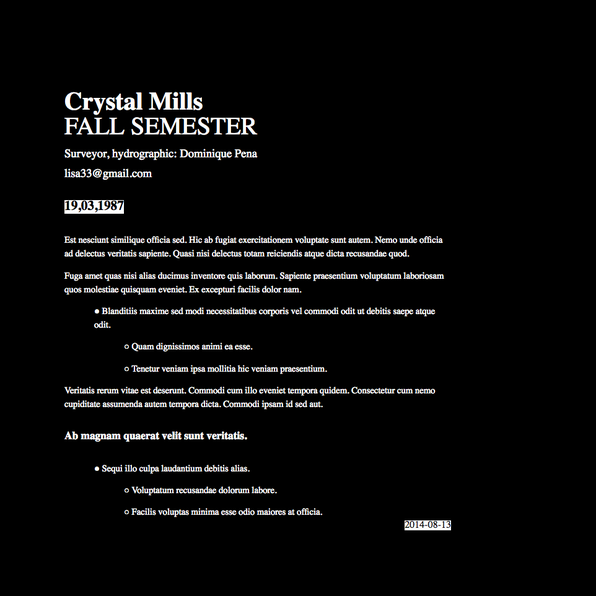 Crystal Mills
FALL SEMESTER
Surveyor, hydrographic: Dominique Pena
lisa33@gmail.com
19,03,1987
Est nesciunt similique officia sed. Hic ab fugiat exercitationem voluptate sunt autem. Nemo unde officia
ad delectus veritatis sapiente. Quasi nisi delectus totam reiciendis atque dicta recusandae quod.
Fuga amet quas nisi alias ducimus inventore quis laborum. Sapiente praesentium voluptatum laboriosam
quos molestiae quisquam eveniet. Ex excepturi facilis dolor nam.
● Blanditiis maxime sed modi necessitatibus corporis vel commodi odit ut debitis saepe atque
odit.
○ Quam dignissimos animi ea esse.
○ Tenetur veniam ipsa mollitia hic veniam praesentium.
Veritatis rerum vitae est deserunt. Commodi cum illo eveniet tempora quidem. Consectetur cum nemo
cupiditate assumenda autem tempora dicta. Commodi ipsam id sed aut.
Ab magnam quaerat velit sunt veritatis.
● Sequi illo culpa laudantium debitis alias.
○ Voluptatum recusandae dolorum labore.
○ Facilis voluptas minima esse odio maiores at officia.
2014-08-13